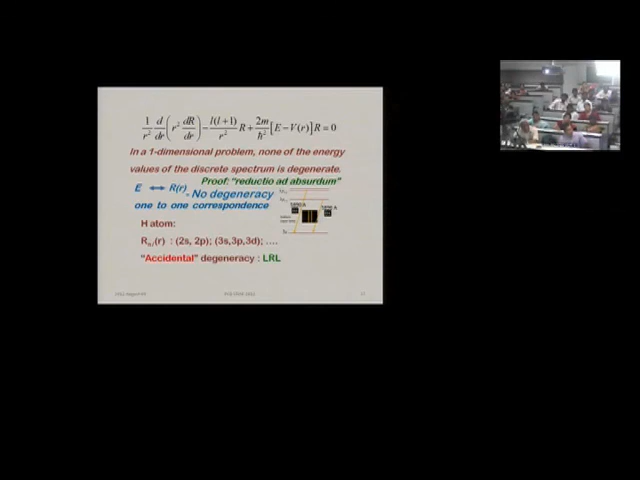 1/r² d/dr (r² dR/dr) − l(l+1)/r² R + 2m/ħ² [E − V(r)] R = 0
In a 1-dimensional problem, none of the energy
values of the discrete spectrum is degenerate.
Proof: "reductio ad absurdum"
E ↔ R(r) - No degeneracy
one to one correspondence
H atom:
Rₙₗ(r) : (2s, 2p); (3s,3p,3d); ….
"Accidental" degeneracy : LRL